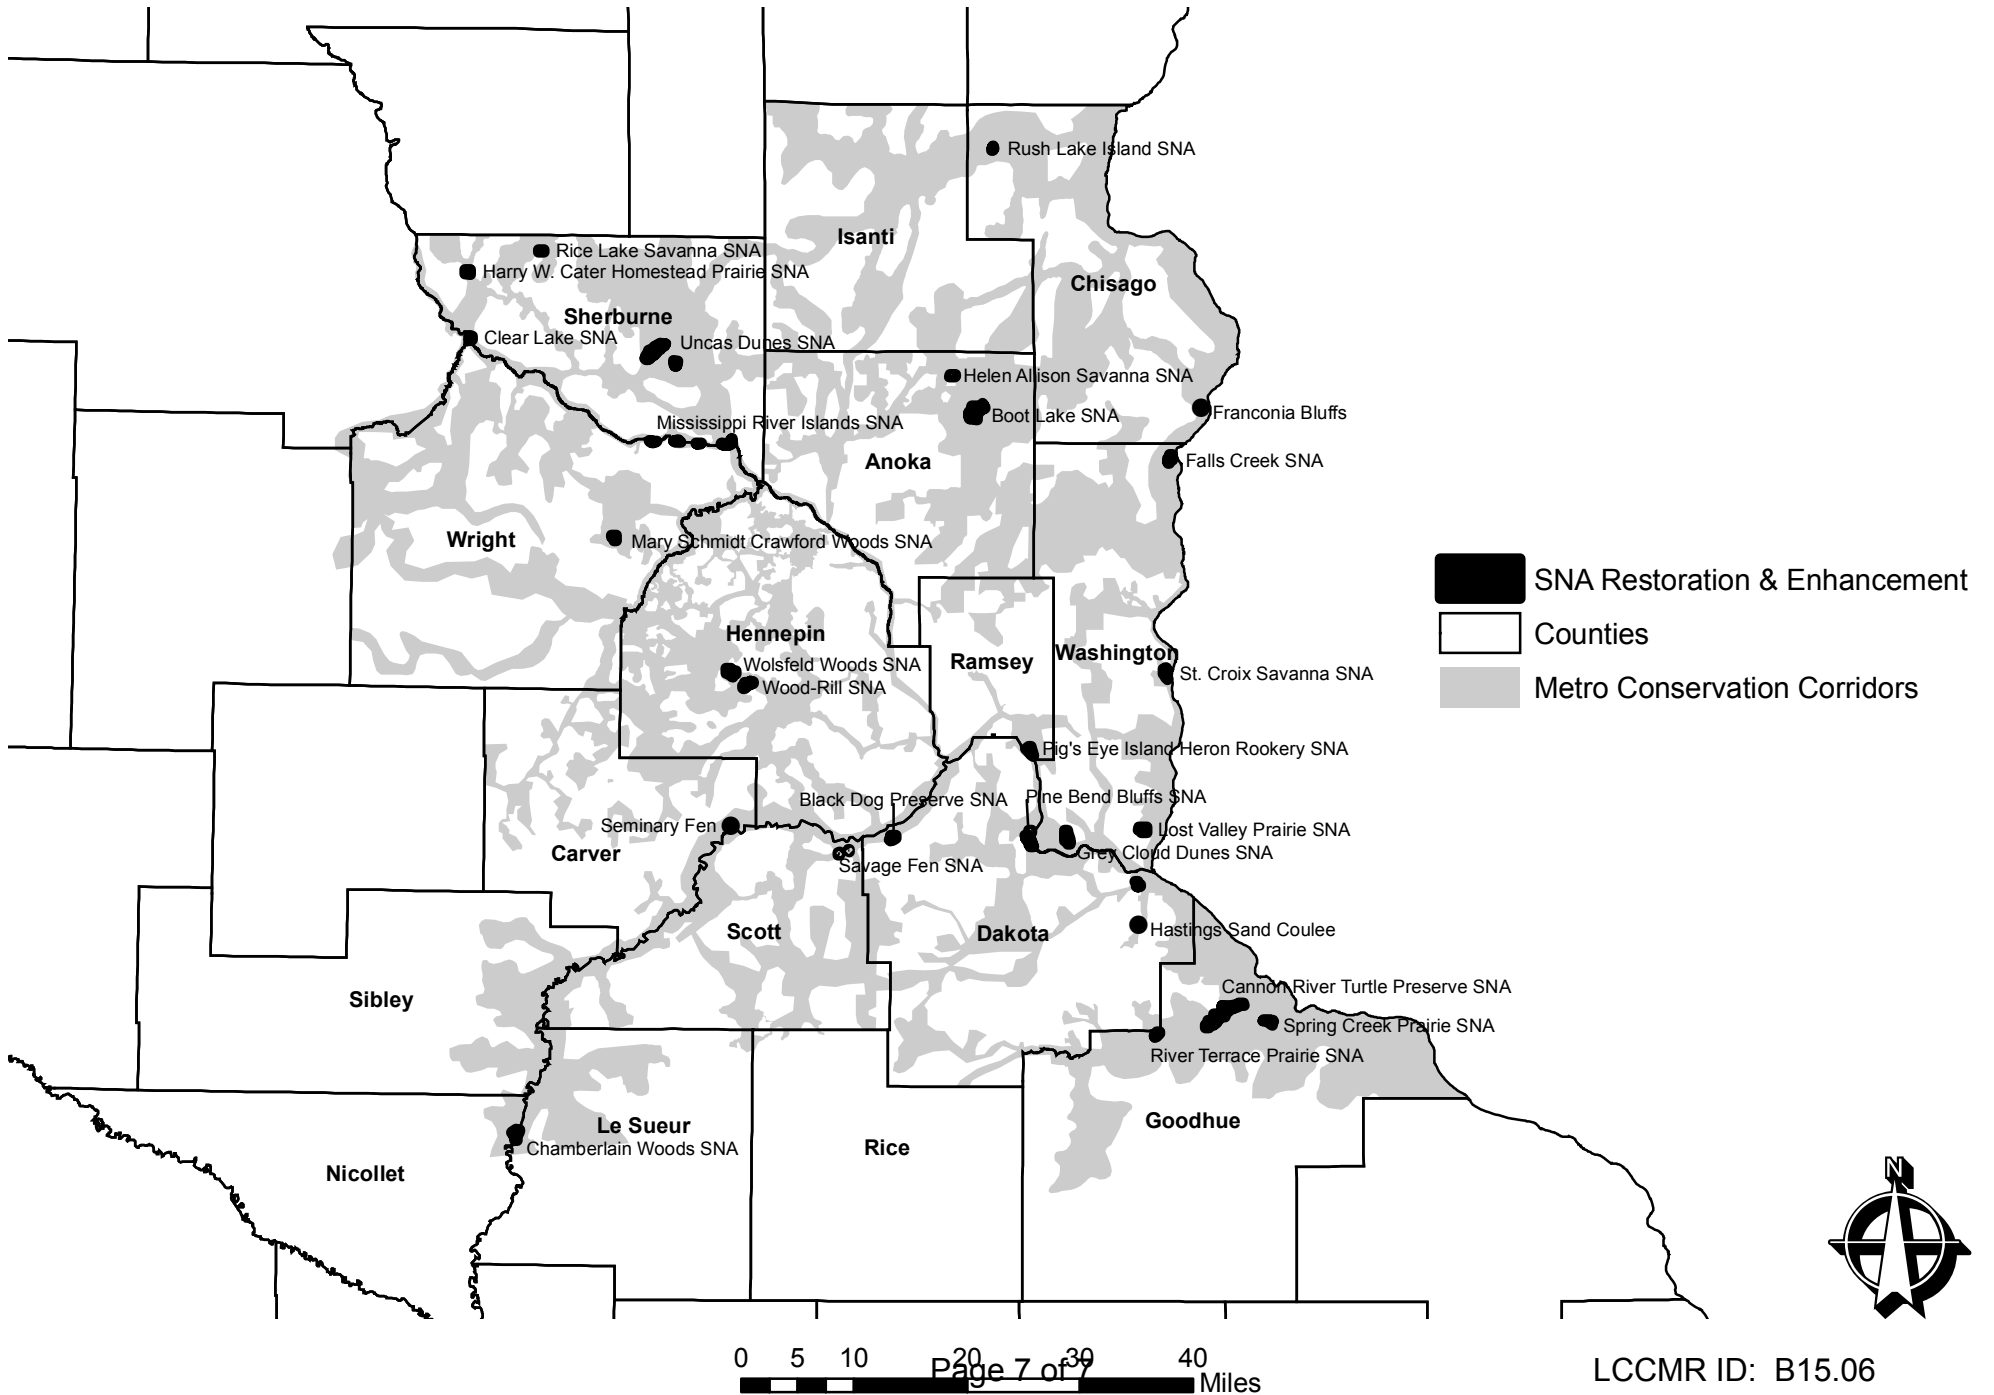 Rush Lake Island SNA
Isanti
Rice Lake Savanna SNA
Harry W. Cater Homestead Prairie SNA
Chisago
Sherburne
Clear Lake SNA
Uncas Dunes SNA
Helen Allison Savanna SNA
Boot Lake SNA
Franconia Bluffs
Mississippi River Islands SNA
Anoka
Falls Creek SNA
Wright
Mary Schmidt Crawford Woods SNA
SNA Restoration & Enhancement
Counties
Metro Conservation Corridors
Hennepin
Wolsfeld Woods SNA
Wood-Rill SNA
Ramsey
Washington
St. Croix Savanna SNA
Pig's Eye Island Heron Rookery SNA
Black Dog Preserve SNA
Pine Bend Bluffs SNA
Seminary Fen
Lost Valley Prairie SNA
Carver
Grey Cloud Dunes SNA
Savage Fen SNA
Scott
Dakota
Hastings Sand Coulee
Sibley
Cannon River Turtle Preserve SNA
Spring Creek Prairie SNA
River Terrace Prairie SNA
Le Sueur
Goodhue
Chamberlain Woods SNA
Rice
Nicollet
N
0 5 10 20 30 40
Miles
Page 7 of 7
LCCMR ID: B15.06